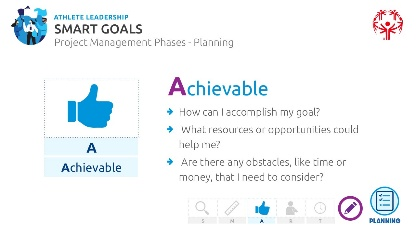 ATHLETE LEADERSHIP
SMART GOALS
Project Management Phases - Planning
A
Achievable
Achievable
How can I accomplish my goal?
What resources or opportunities could
help me?
Are there any obstacles, like time or
money, that I need to consider?
S M A R T
PLANNING